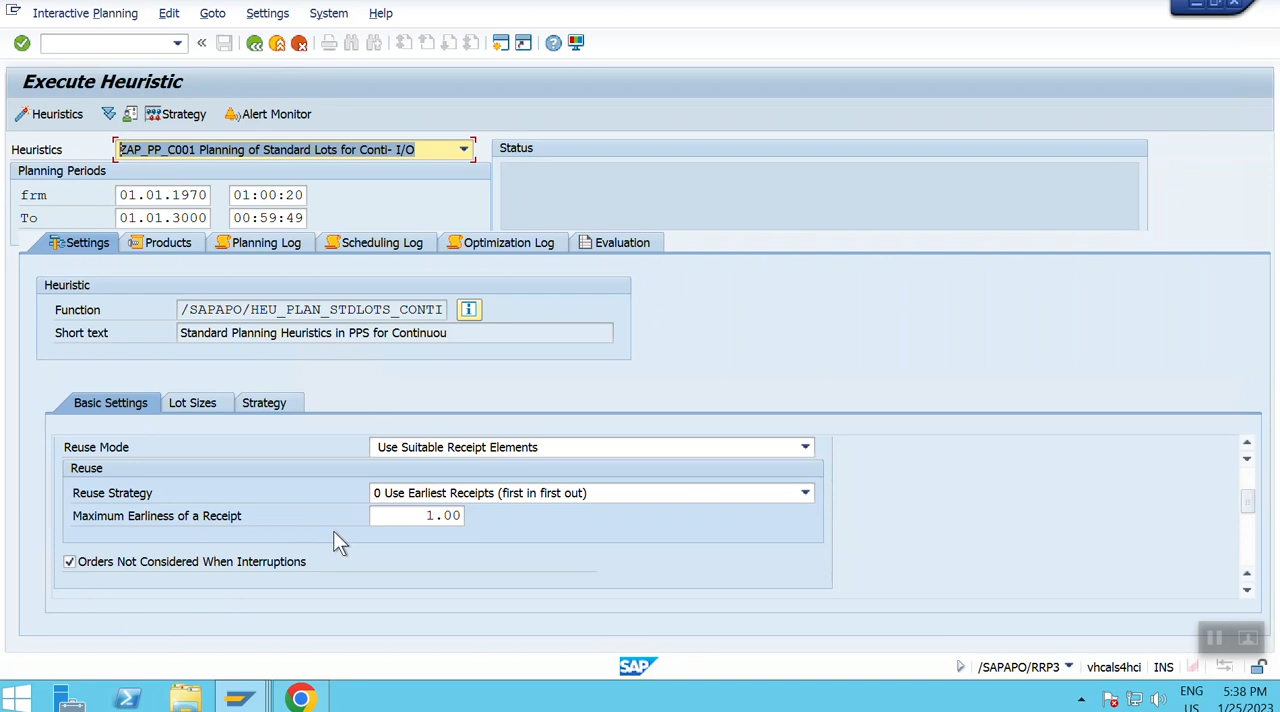 Interactive Planning Edit Goto Settings System Help
Execute Heuristic
Heuristics Strategy Alert Monitor
Heuristics ZAP_PP_C001 Planning of Standard Lots for Conti- I/O Status
Planning Periods
frm 01.01.1970 01:00:20
To 01.01.3000 00:59:49
Settings Products Planning Log Scheduling Log Optimization Log Evaluation
Heuristic
Function /SAPAPO/HEU_PLAN_STDLOTS_CONTI
Short text Standard Planning Heuristics in PPS for Continuou
Basic Settings Lot Sizes Strategy
Reuse Mode Use Suitable Receipt Elements
Reuse
Reuse Strategy 0 Use Earliest Receipts (first in first out)
Maximum Earliness of a Receipt 1.00
Orders Not Considered When Interruptions
SAP /SAPAPO/RRP3 vhcals4hci INS
ENG 5:38 PM
US 1/25/2023